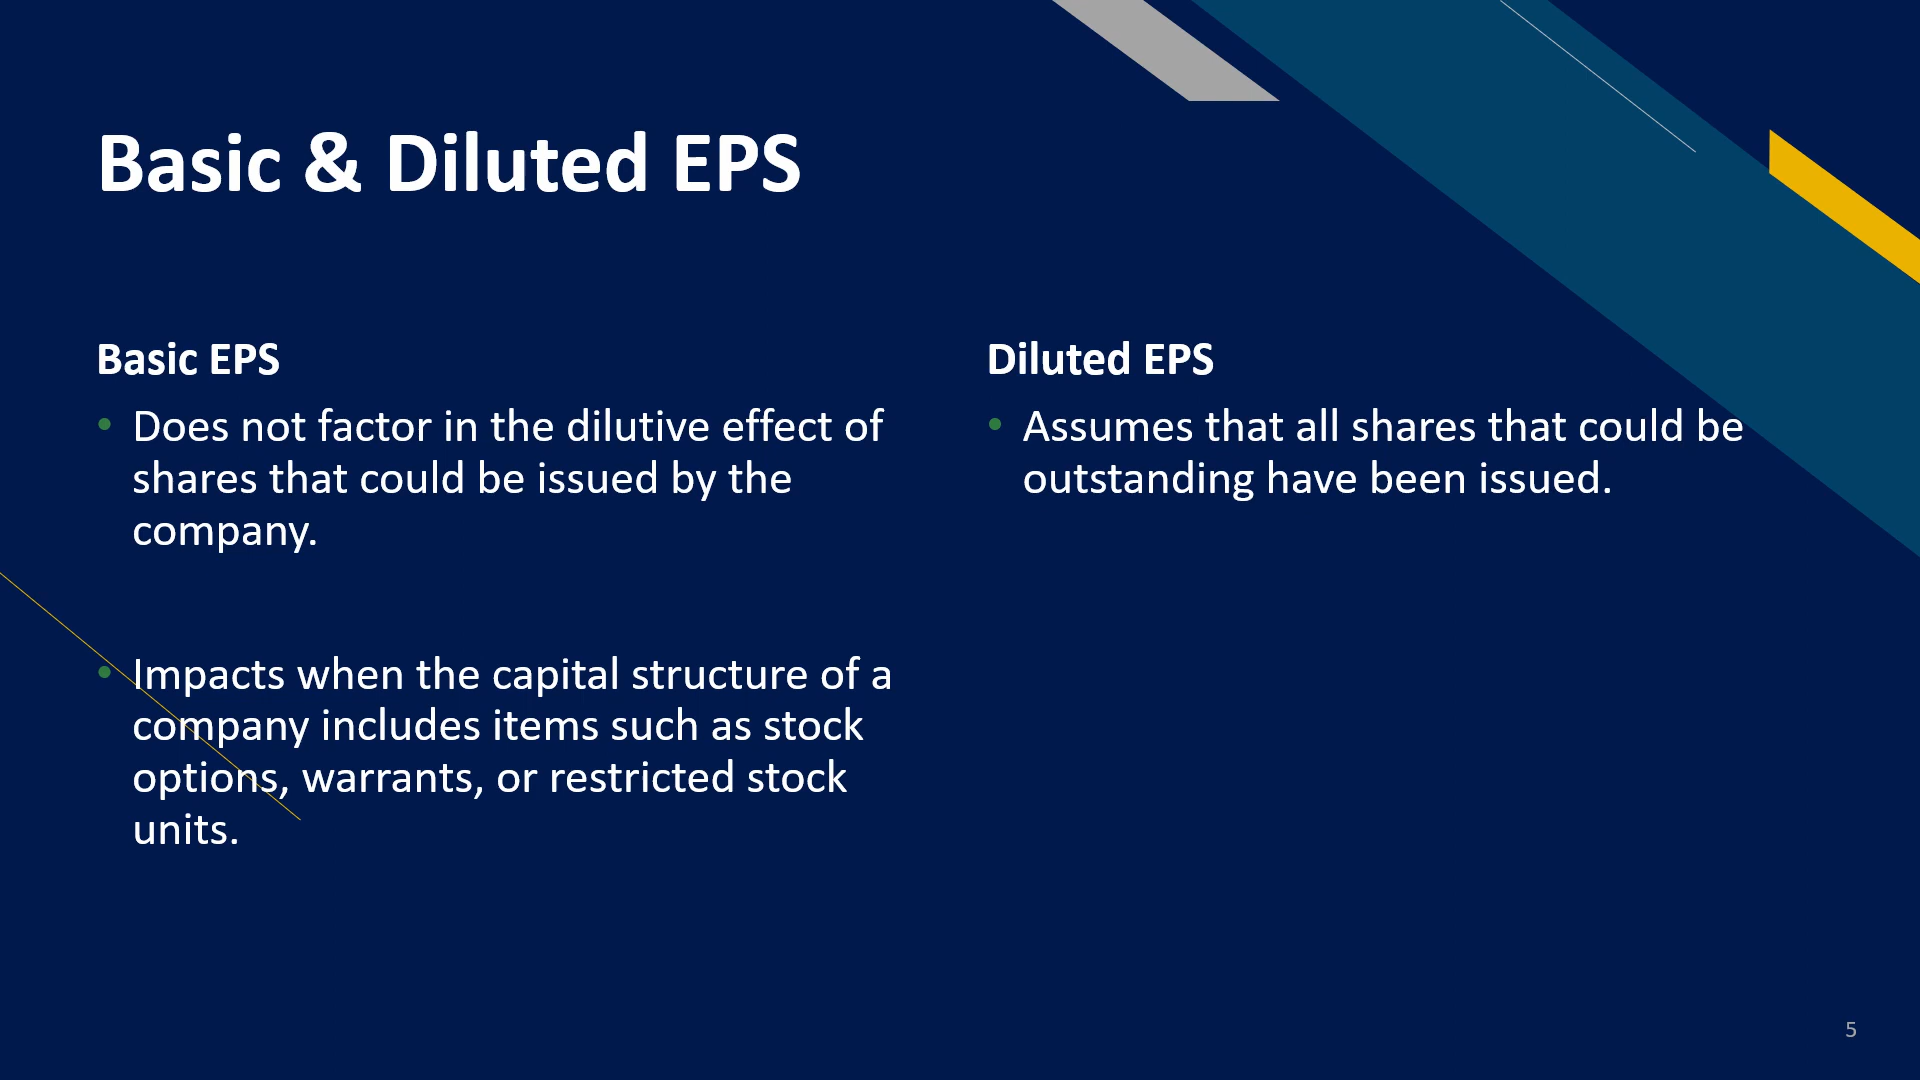 Basic & Diluted EPS
Basic EPS
• Does not factor in the dilutive effect of
shares that could be issued by the
company.
• Impacts when the capital structure of a
company includes items such as stock
options, warrants, or restricted stock
units.
Diluted EPS
• Assumes that all shares that could be
outstanding have been issued.
5